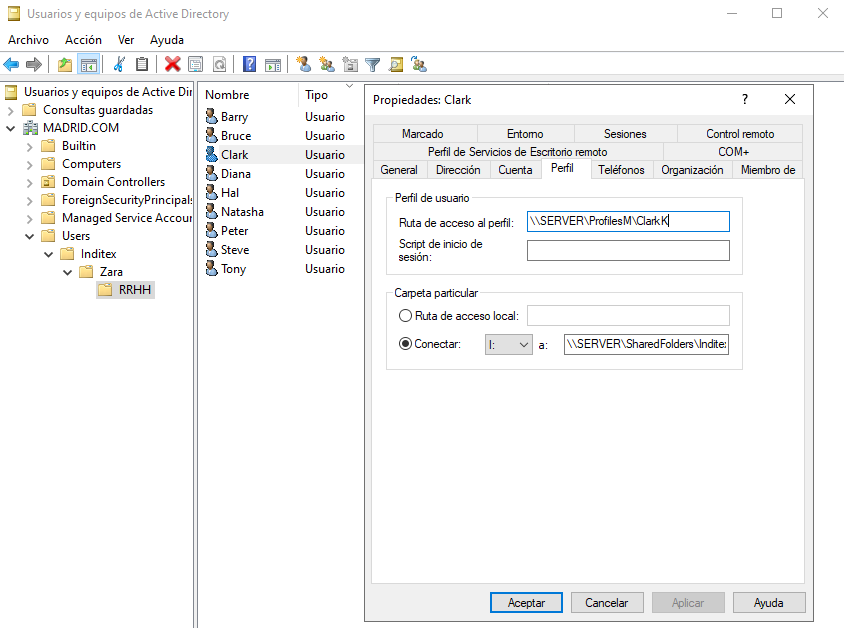 Usuarios y equipos de Active Directory
Archivo Acción Ver Ayuda
Usuarios y equipos de Active Dir
Consultas guardadas
MADRID.COM
Builtin
Computers
Domain Controllers
ForeignSecurityPrincipals
Managed Service Accour
Users
Inditex
Zara
RRHH
Nombre Tipo
Barry Usuario
Bruce Usuario
Clark Usuario
Diana Usuario
Hal Usuario
Natasha Usuario
Peter Usuario
Steve Usuario
Tony Usuario
Propiedades: Clark ?
Marcado Entorno Sesiones Control remoto
Perfil de Servicios de Escritorio remoto COM+
General Dirección Cuenta Perfil Teléfonos Organización Miembro de
Perfil de usuario
Ruta de acceso al perfil: \\SERVER\ProfilesM\ClarkK
Script de inicio de
sesión:
Carpeta particular
Ruta de acceso local:
Conectar: I: a: \\SERVER\SharedFolders\Inditex
Aceptar Cancelar Aplicar Ayuda